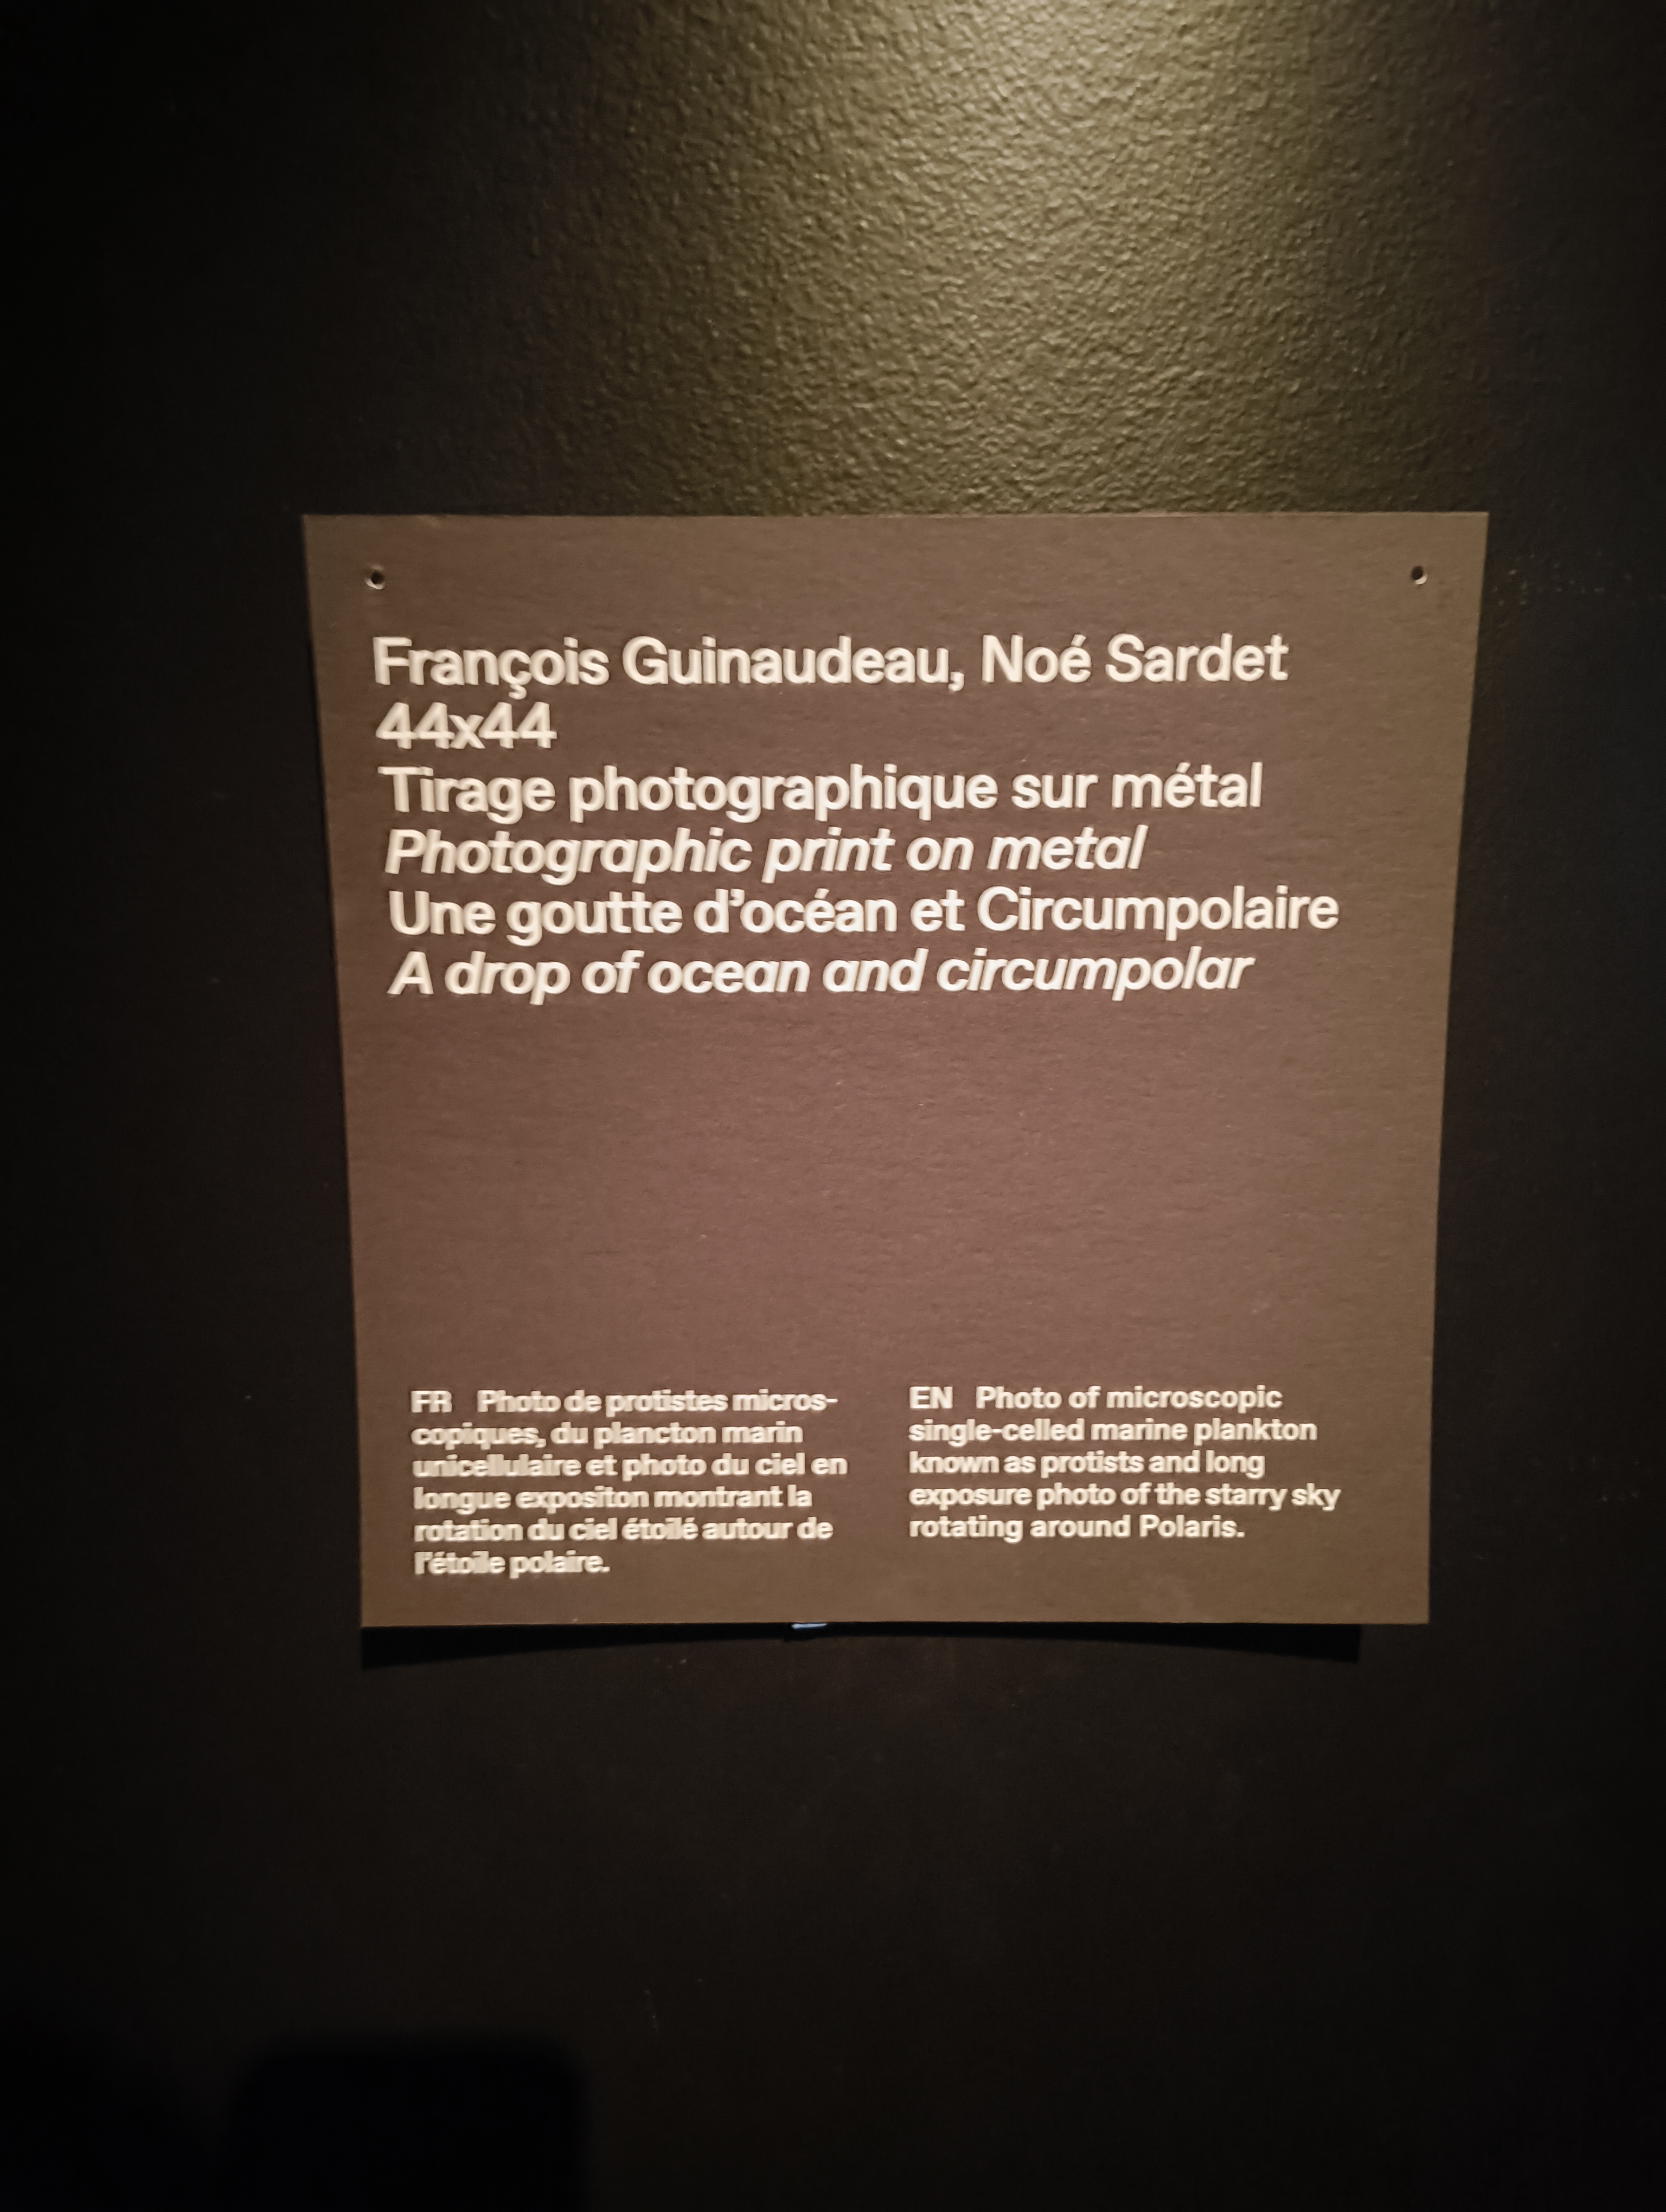 François Guinaudeau, Noé Sardet
44x44
Tirage photographique sur métal
Photographic print on metal
Une goutte d’océan et Circumpolaire
A drop of ocean and circumpolar
FR Photo de protistes micros-
copiques, du plancton marin
unicellulaire et photo du ciel en
longue expositon montrant la
rotation du ciel étoilé autour de
l’étoile polaire.
EN Photo of microscopic
single-celled marine plankton
known as protists and long
exposure photo of the starry sky
rotating around Polaris.